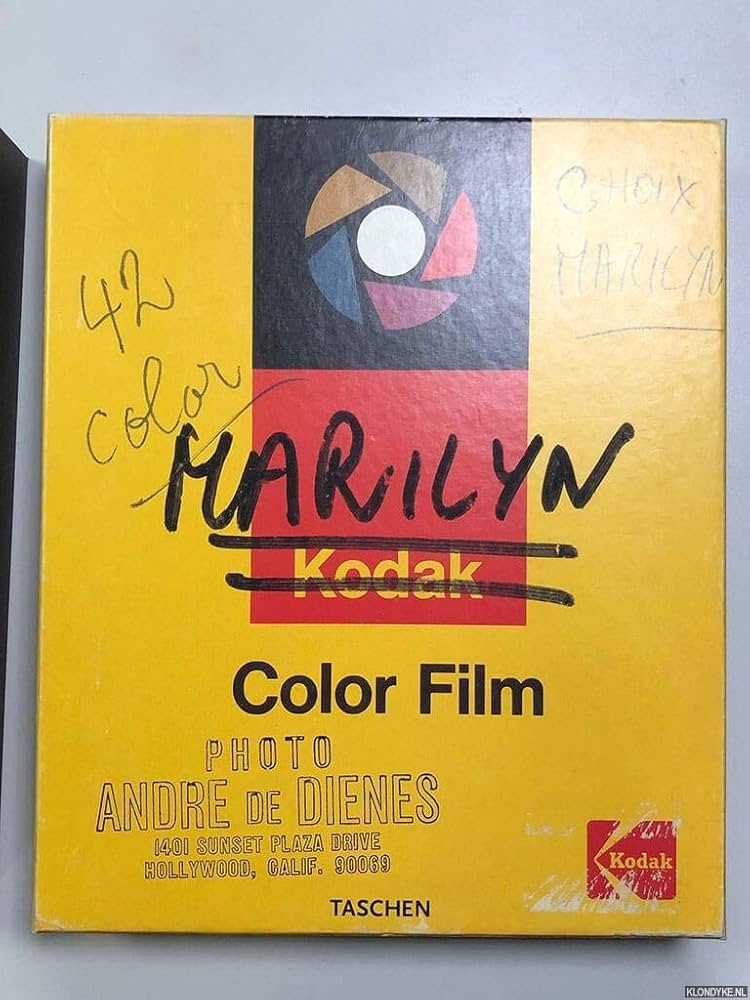 42
color
CHOIX
MARILYN
MARILYN
Kodak
Color Film
PHOTO
ANDRE DE DIENES
1401 SUNSET PLAZA DRIVE
HOLLYWOOD, CALIF. 90069
Kodak
TASCHEN
KLONDYKE.NL